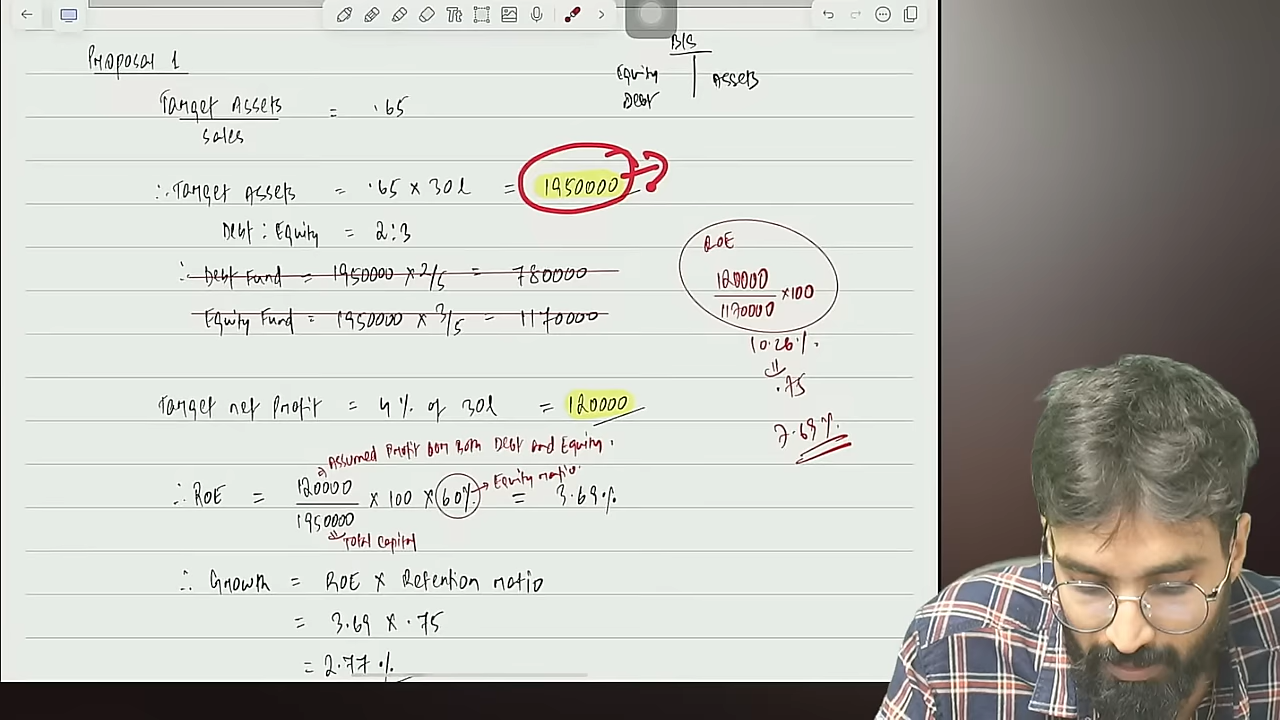 Proposal 1
B/S
Equity
Debt
Assets
Target Assets
Sales
= .65
∴ Target Assets = .65 × 30l = 1950000
Debt : Equity = 2:3
∴ Debt Fund = 1950000 × 2/5 = 780000
Equity Fund = 1950000 × 3/5 = 1170000
ROE
120000
1170000
×100
10.26%.
.75
7.69%.
Target net Profit = 4% of 30l = 120000
Assumed Profit for Both Debt and Equity.
∴ ROE = 120000 / 1950000 × 100 × 60% = 3.69%
Equity ratio.
Total Capital
∴ Growth = ROE × Retention ratio
= 3.69 × .75
= 2.77%